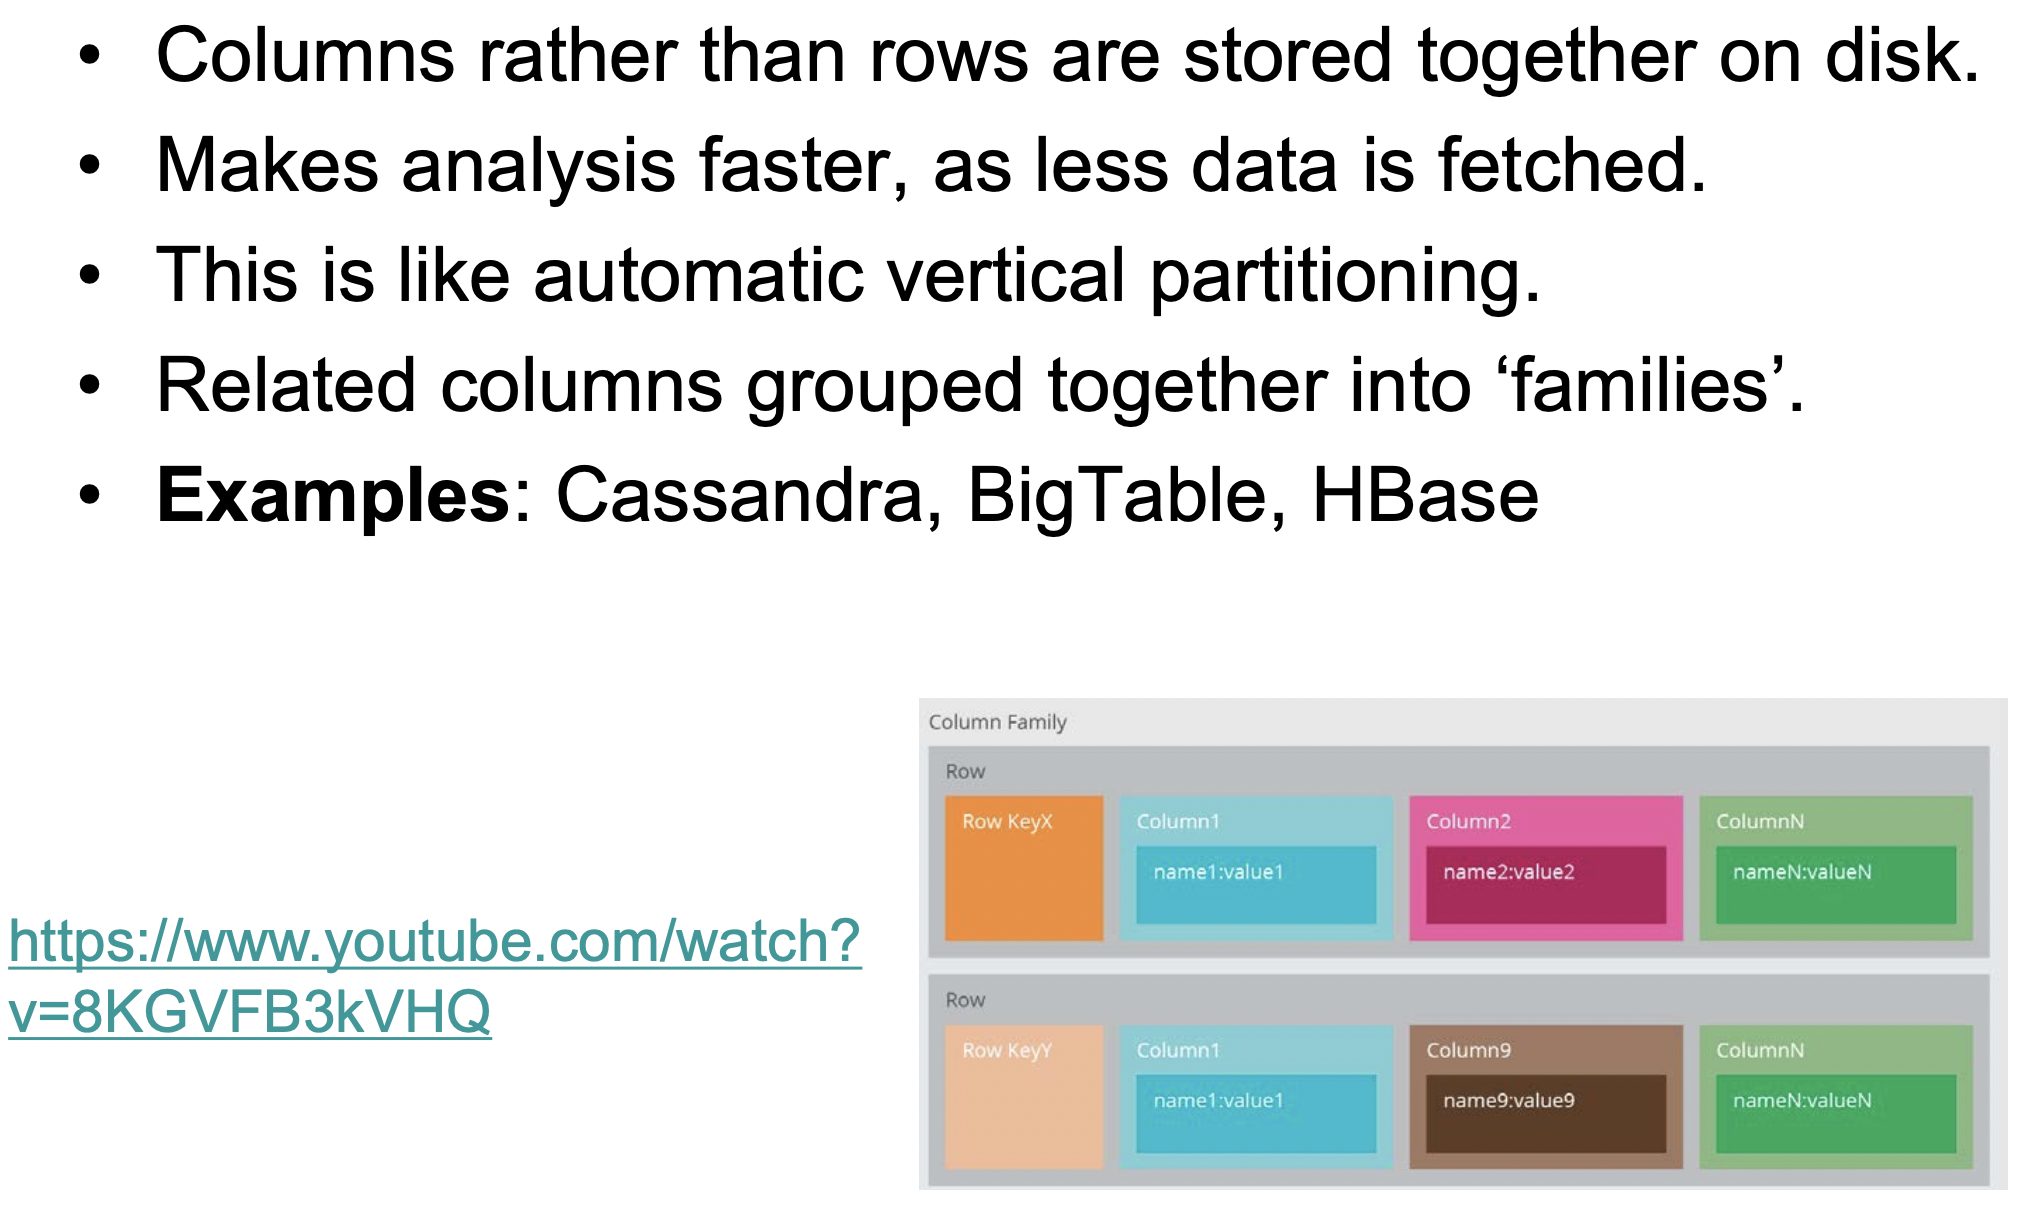 • Columns rather than rows are stored together on disk.
• Makes analysis faster, as less data is fetched.
• This is like automatic vertical partitioning.
• Related columns grouped together into ‘families’.
• Examples: Cassandra, BigTable, HBase
https://www.youtube.com/watch?
v=8KGVFB3kVHQ
Column Family
Row
Row KeyX
Column1
name1:value1
Column2
name2:value2
ColumnN
nameN:valueN
Row
Row KeyY
Column1
name1:value1
Column9
name9:value9
ColumnN
nameN:valueN